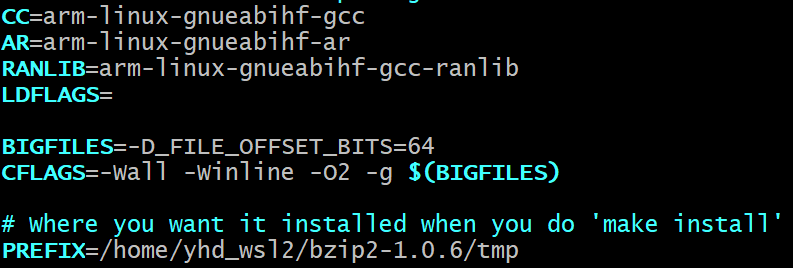 CC=arm-linux-gnueabihf-gcc
AR=arm-linux-gnueabihf-ar
RANLIB=arm-linux-gnueabihf-gcc-ranlib
LDFLAGS=
BIGFILES=-D_FILE_OFFSET_BITS=64
CFLAGS=-Wall -Winline -O2 -g $(BIGFILES)
# Where you want it installed when you do 'make install'
PREFIX=/home/yhd_wsl2/bzip2-1.0.6/tmp